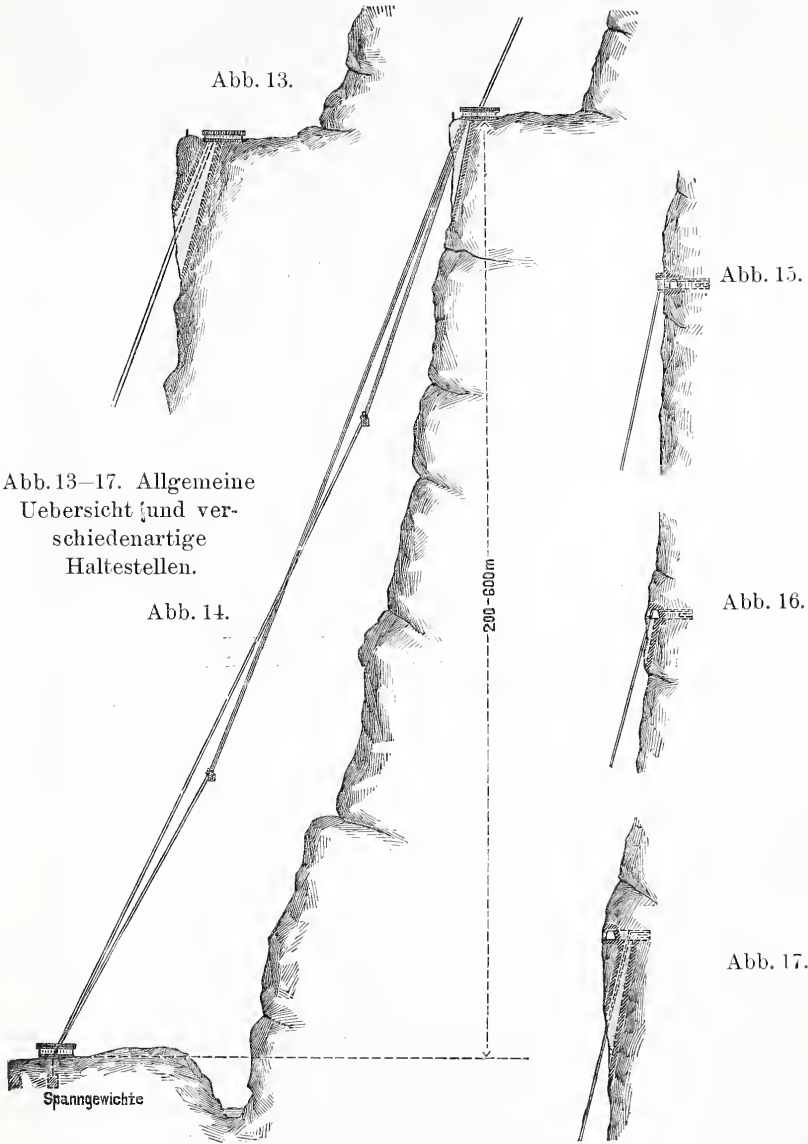 Abb. 13.
Abb. 15.
Abb. 13–17. Allgemeine
Uebersicht und ver-
schiedenartige
Haltestellen.
Abb. 14.
200-600m
Abb. 16.
Abb. 17.
Spanngewichte